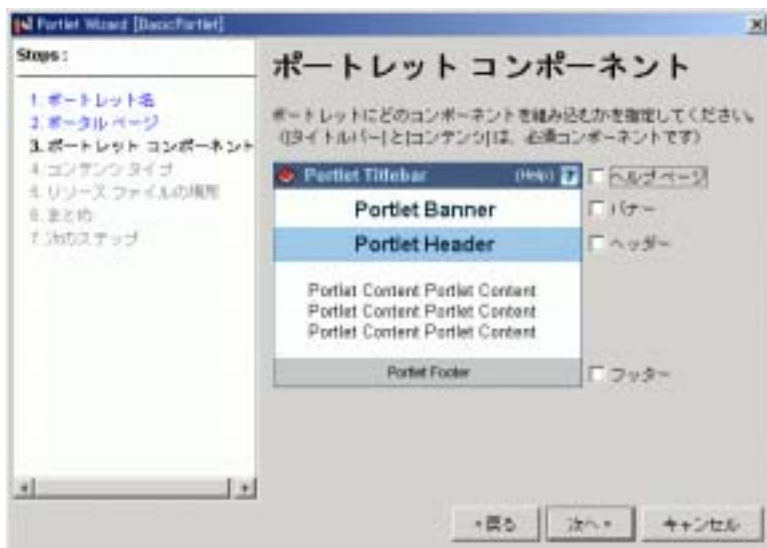 Portlet Wizard [BasicPortlet]
Steps :
1. ポートレット名
2. ポータル ページ
3. ポートレット コンポーネント
4. コンテンツ タイプ
5. リソース ファイルの場所
6. まとめ
7. 次のステップ
ポートレット コンポーネント
ポートレットにどのコンポーネントを組み込むかを指定してください。
([タイトルバー]と[コンテンツ]は、必須コンポーネントです)
Portlet Titlebar (Help) ?
ヘルプ ページ
Portlet Banner
バナー
Portlet Header
ヘッダー
Portlet Content Portlet Content
Portlet Content Portlet Content
Portlet Content Portlet Content
Portlet Footer
フッター
戻る
次へ
キャンセル